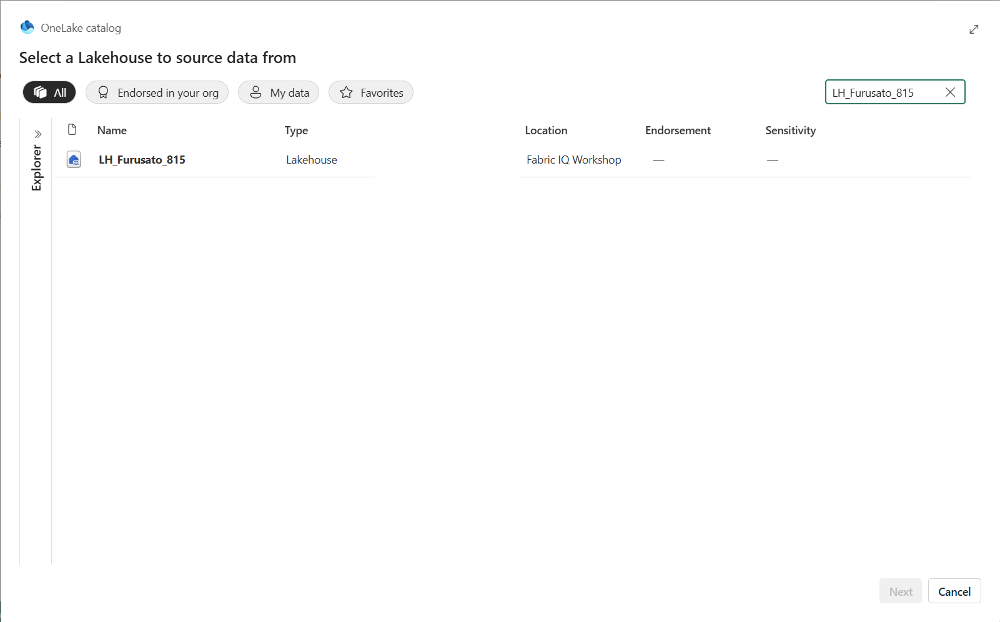 OneLake catalog
Select a Lakehouse to source data from
All Endorsed in your org My data Favorites LH_Furusato_815
Explorer
Name Type Location Endorsement Sensitivity
LH_Furusato_815 Lakehouse Fabric IQ Workshop — —
Next Cancel